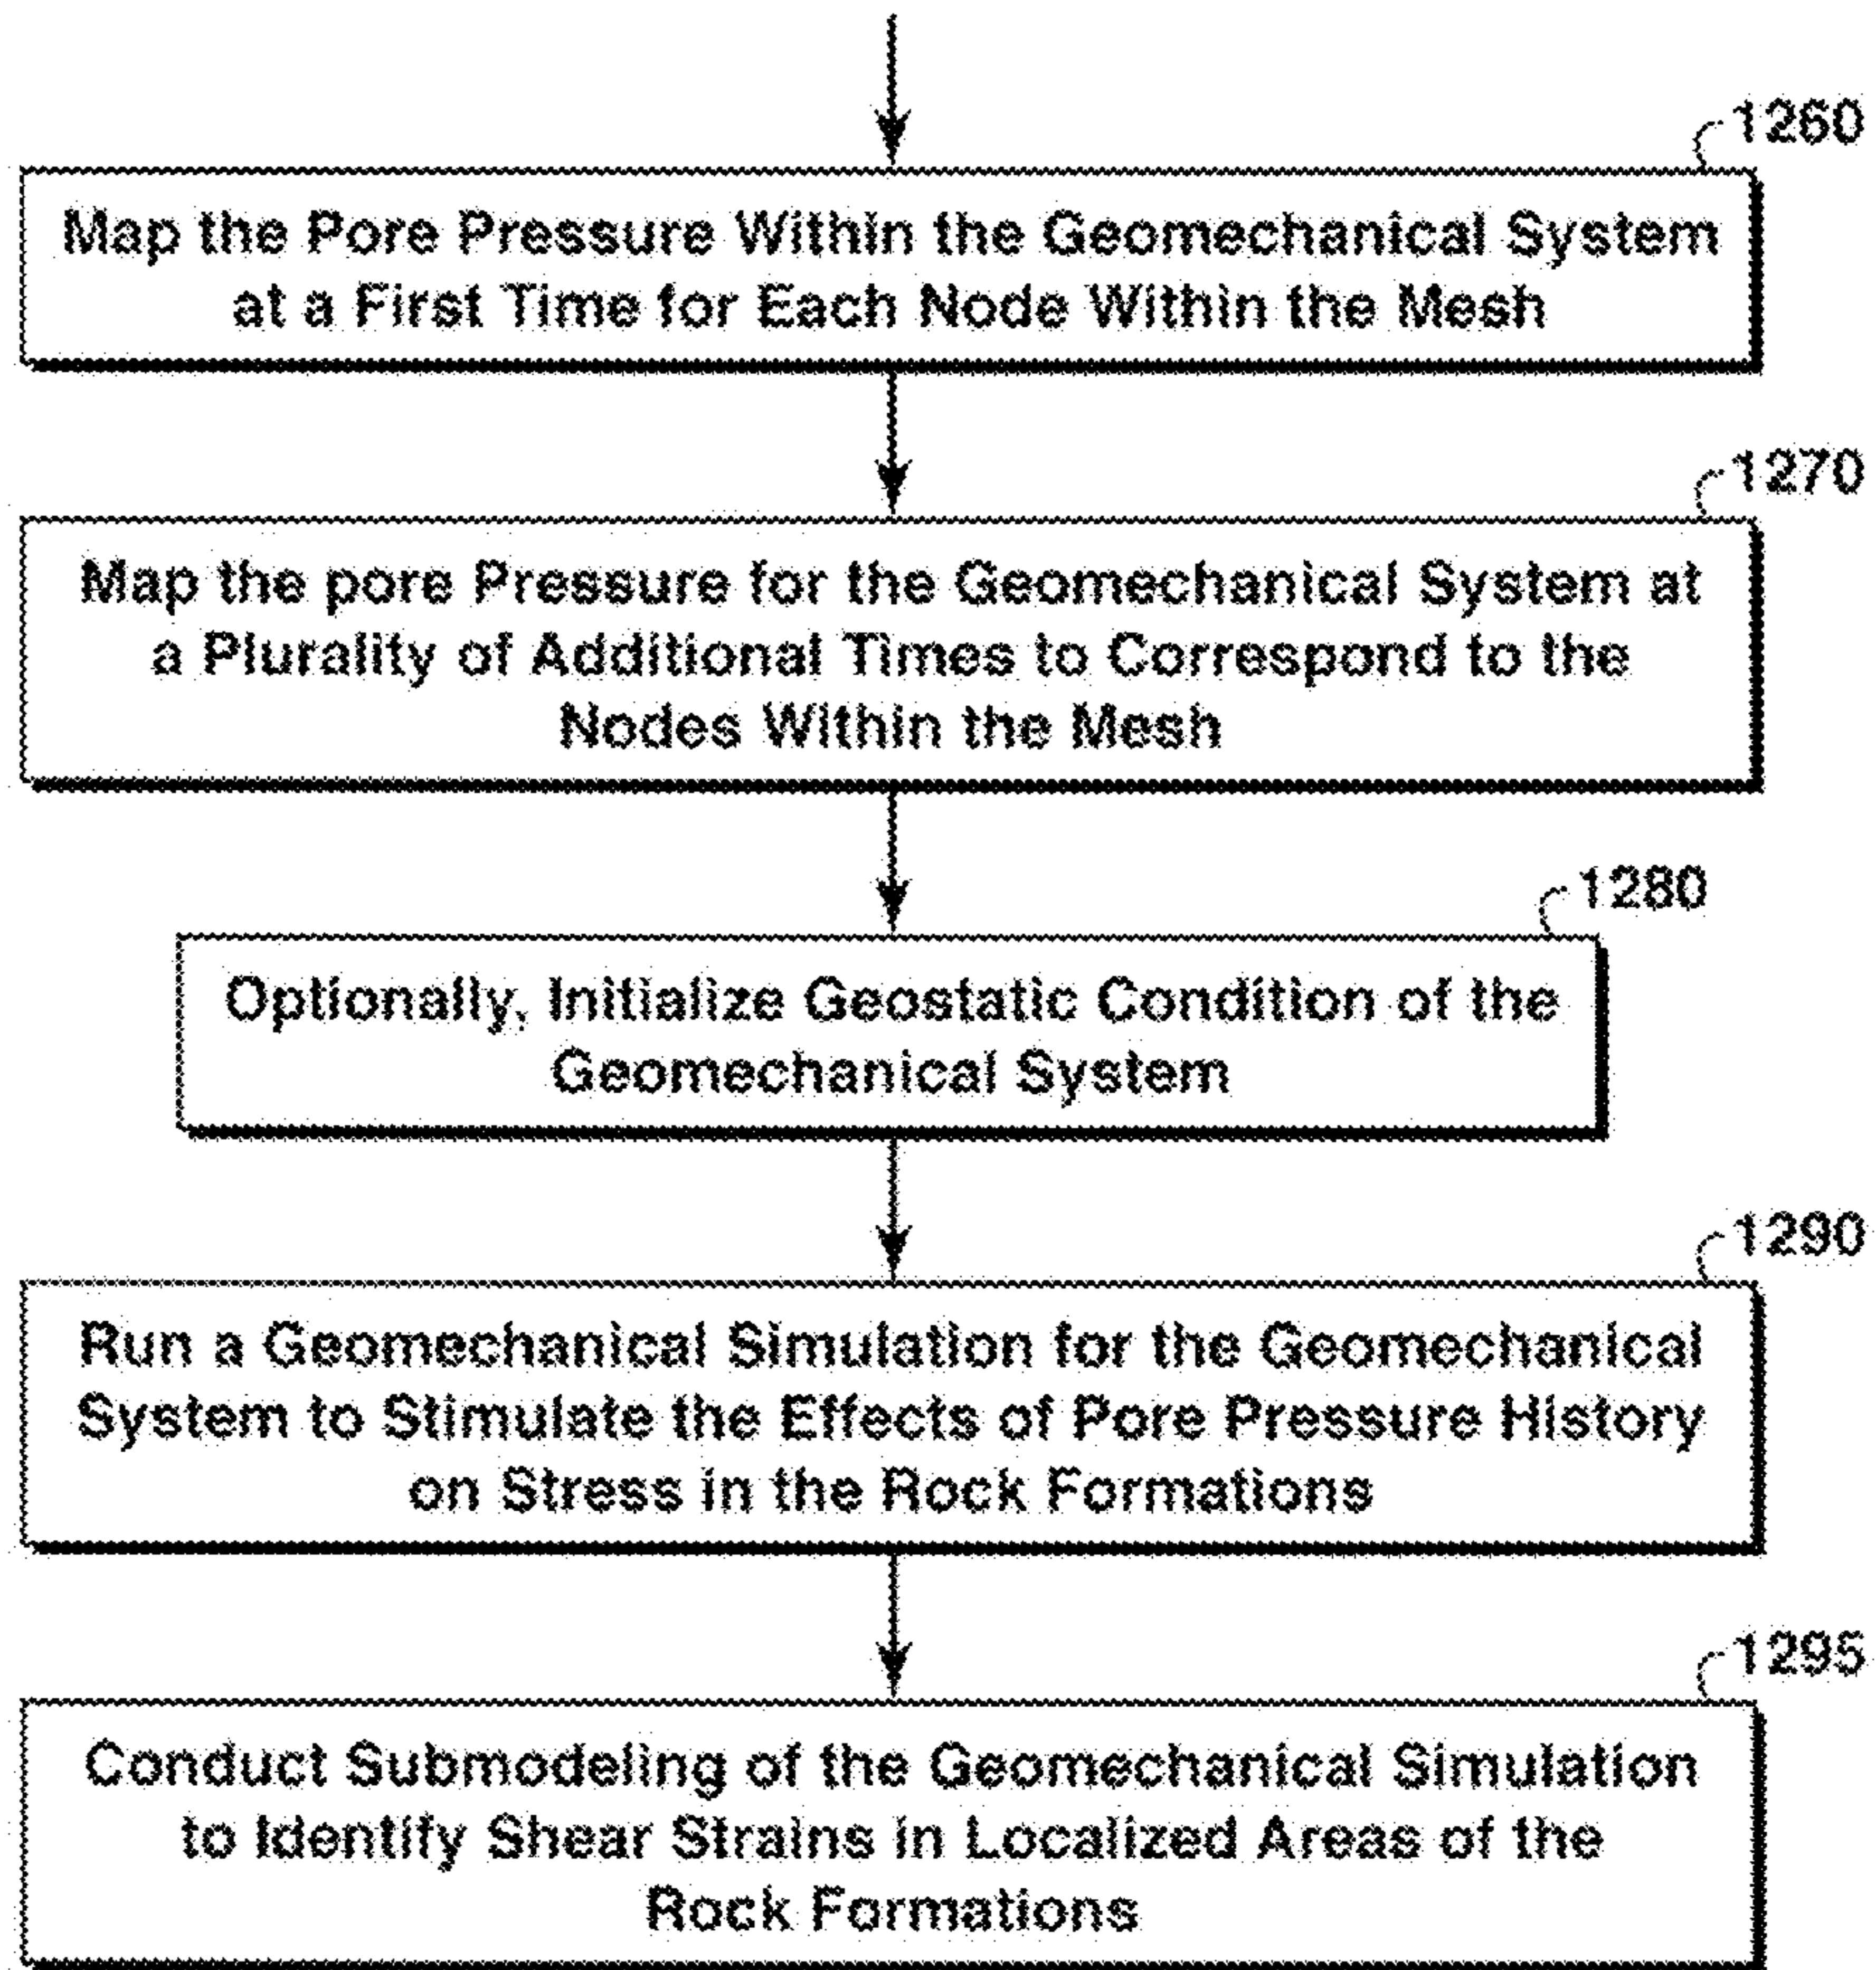 1260
Map the Pore Pressure Within the Geomechanical System
at a First Time for Each Node Within the Mesh
1270
Map the pore Pressure for the Geomechanical System at
a Plurality of Additional Times to Correspond to the
Nodes Within the Mesh
1280
Optionally, Initialize Geostatic Condition of the
Geomechanical System
1290
Run a Geomechanical Simulation for the Geomechanical
System to Stimulate the Effects of Pore Pressure History
on Stress in the Rock Formations
1295
Conduct Submodeling of the Geomechanical Simulation
to Identify Shear Strains in Localized Areas of the
Rock Formations